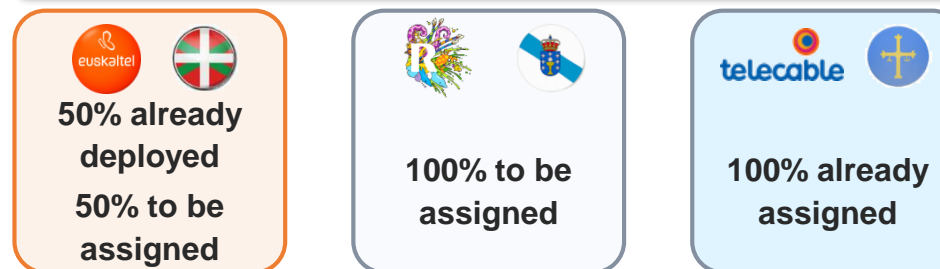 euskaltel
50% already
deployed
50% to be
assigned
R
100% to be
assigned
telecable
100% already
assigned